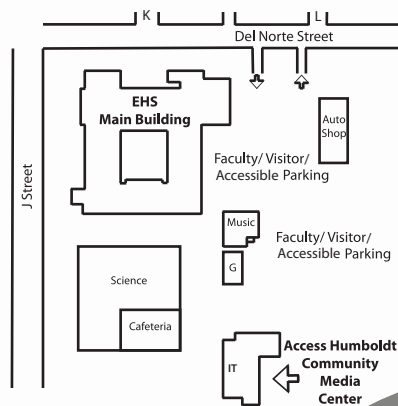 K
L
Del Norte Street
EHS
Main Building
Auto
Shop
J Street
Faculty/ Visitor/
Accessible Parking
Music
Faculty/ Visitor/
Accessible Parking
G
Science
Cafeteria
IT
Access Humboldt
Community
Media
Center